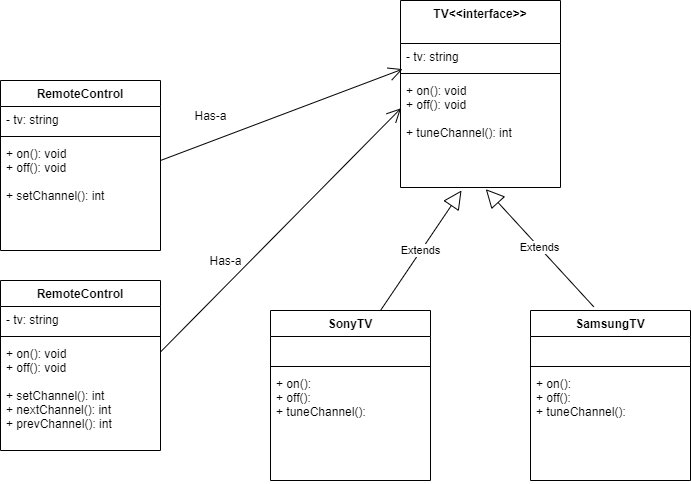 TV<<interface>>
- tv: string
+ on(): void
+ off(): void
+ tuneChannel(): int
RemoteControl
- tv: string
+ on(): void
+ off(): void
+ setChannel(): int
Has-a
Has-a
RemoteControl
- tv: string
+ on(): void
+ off(): void
+ setChannel(): int
+ nextChannel(): int
+ prevChannel(): int
Extends
Extends
SonyTV
+ on():
+ off():
+ tuneChannel():
SamsungTV
+ on():
+ off():
+ tuneChannel():